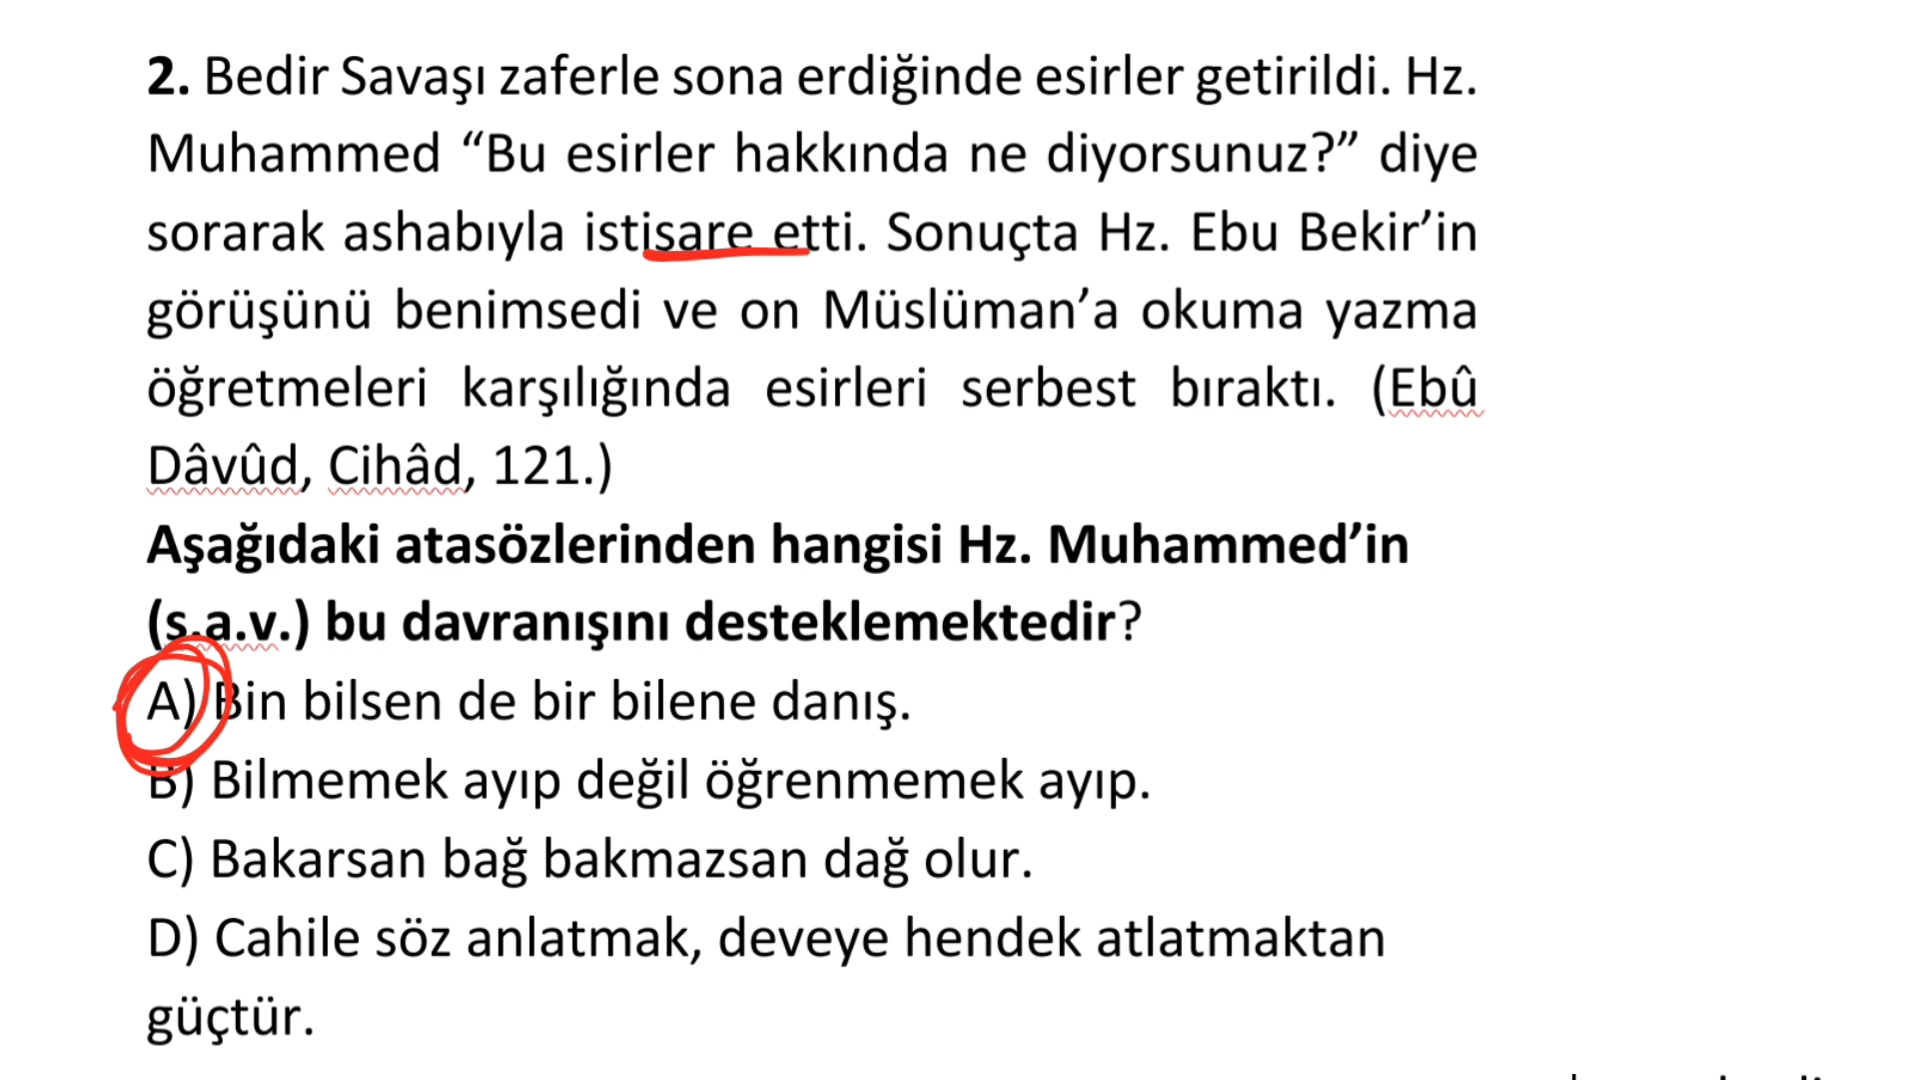 2. Bedir Savaşı zaferle sona erdiğinde esirler getirildi. Hz.
Muhammed “Bu esirler hakkında ne diyorsunuz?” diye
sorarak ashabıyla istişare etti. Sonuçta Hz. Ebu Bekir’in
görüşünü benimsedi ve on Müslüman’a okuma yazma
öğretmeleri karşılığında esirleri serbest bıraktı. (Ebû
Dâvûd, Cihâd, 121.)
Aşağıdaki atasözlerinden hangisi Hz. Muhammed’in
(s.a.v.) bu davranışını desteklemektedir?
A) Bin bilsen de bir bilene danış.
B) Bilmemek ayıp değil öğrenmemek ayıp.
C) Bakarsan bağ bakmazsan dağ olur.
D) Cahile söz anlatmak, deveye hendek atlatmaktan
güçtür.